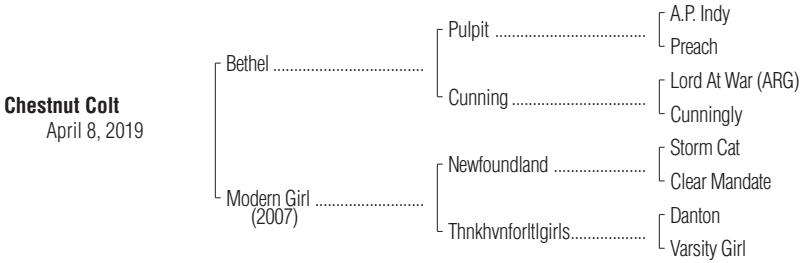 A.P. Indy
Pulpit ......................................
Preach
Bethel ......................................
Lord At War (ARG)
Cunning ..................................
Cunningly
Chestnut Colt
April 8, 2019
Storm Cat
Newfoundland .......................
Clear Mandate
Modern Girl ...........................
(2007)
Danton
Thnkhvnforltlgirls...................
Varsity Girl